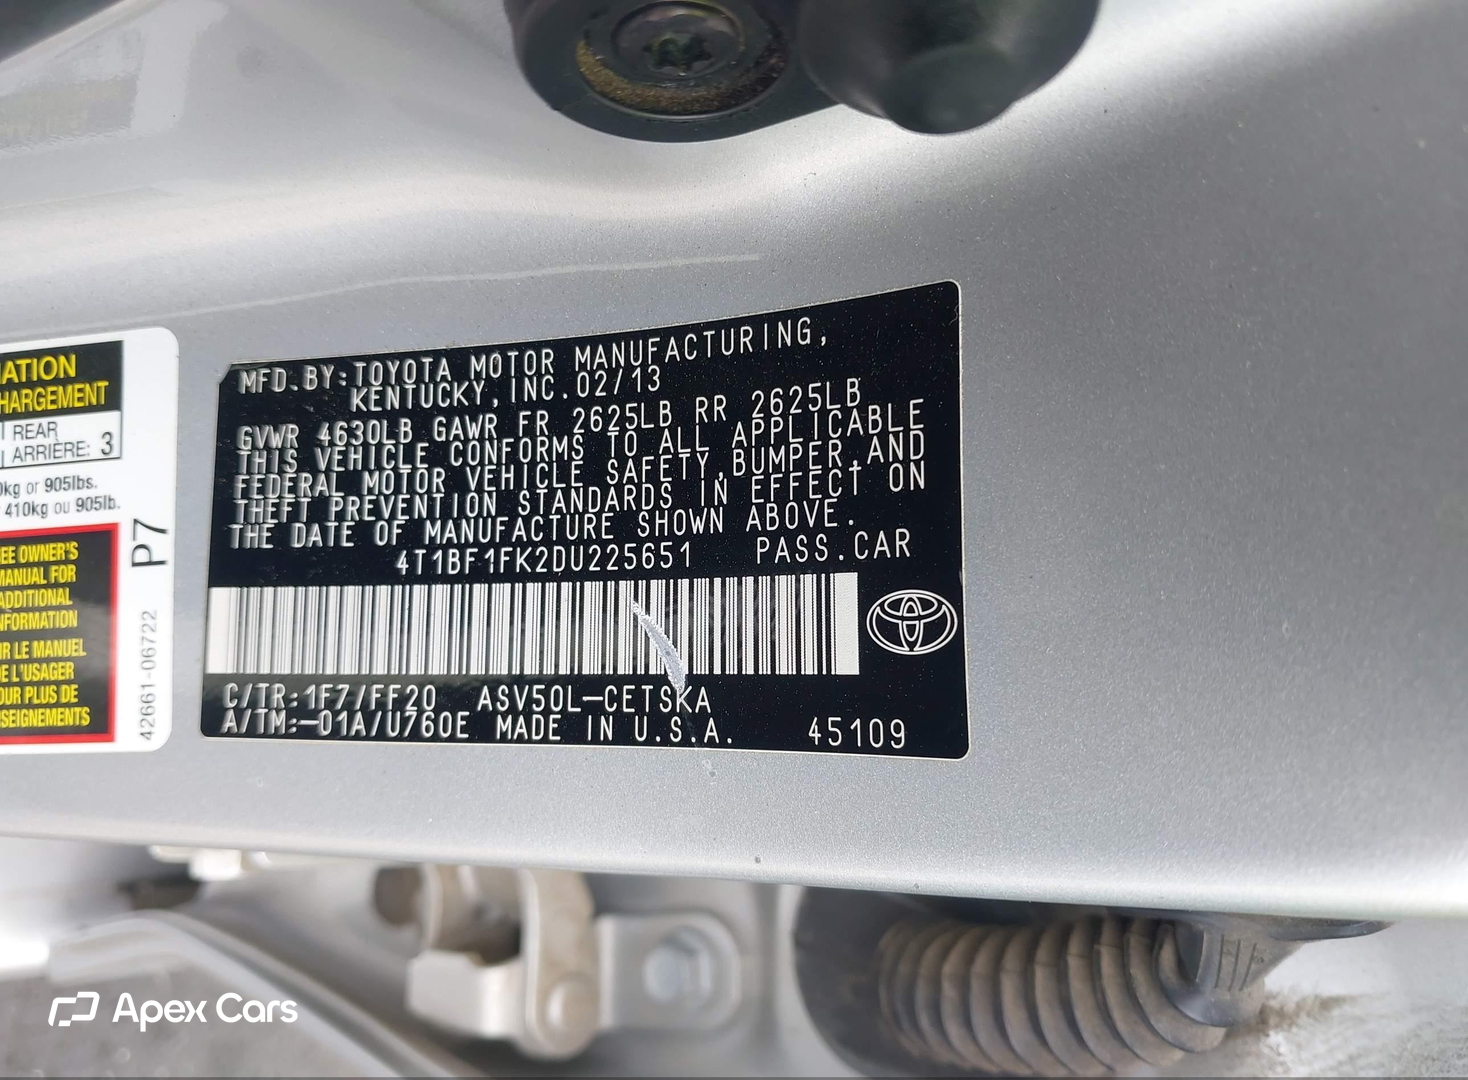 ATION
HARGEMENT
REAR
ARRIÈRE: 3
0kg or 905lbs.
410kg ou 905lb.
EE OWNER'S
MANUAL FOR
ADDITIONAL
NFORMATION
IR LE MANUEL
DE L'USAGER
OUR PLUS DE
SEIGNEMENTS
P7
42661-06722
MFD.BY:TOYOTA MOTOR MANUFACTURING,
KENTUCKY,INC.02/13
GVWR 4630LB GAWR FR 2625LB RR 2625LB
THIS VEHICLE CONFORMS TO ALL APPLICABLE
FEDERAL MOTOR VEHICLE SAFETY,BUMPER,AND
THEFT PREVENTION STANDARDS IN EFFECT ON
THE DATE OF MANUFACTURE SHOWN ABOVE.
4T1BF1FK2DU225651 PASS.CAR
C/TR:1F7/FF20 ASV50L-CETSKA
A/TM:-01A/U760E MADE IN U.S.A. 45109
Apex Cars